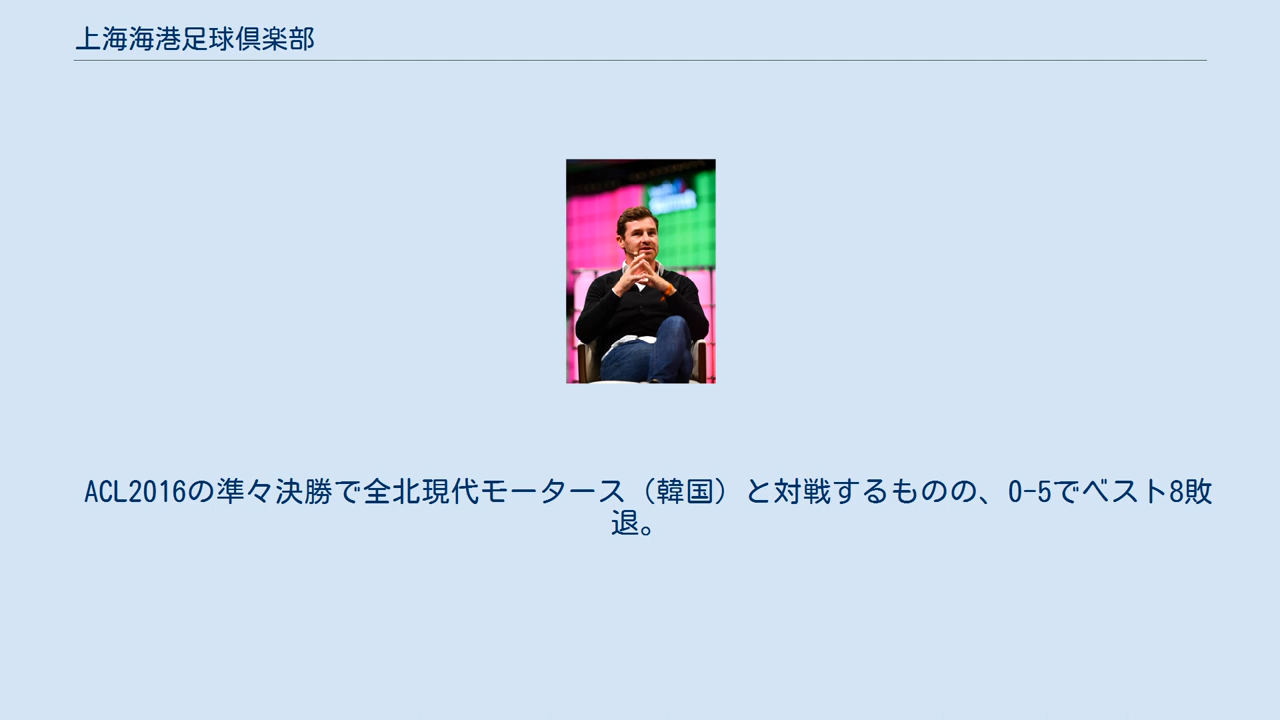 上海海港足球倶楽部
ACL2016の準々決勝で全北現代モータース（韓国）と対戦するものの、0-5でベスト8敗
退。